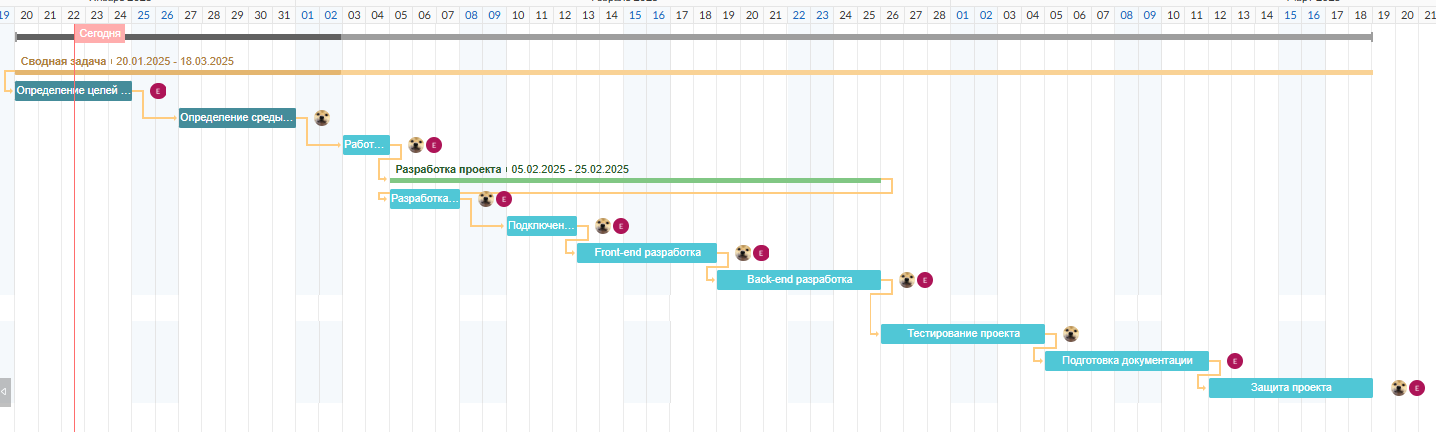 19 20 21 22 23 24 25 26 27 28 29 30 31 01 02 03 04 05 06 07 08 09 10 11 12 13 14 15 16 17 18 19 20 21 22 23 24 25 26 27 28 01 02 03 04 05 06 07 08 09 10 11 12 13 14 15 16 17 18 19 20 21
Сегодня
Сводная задача 20.01.2025 - 18.03.2025
Определение целей ... E
Определение среды...
Работ... E
Разработка проекта 05.02.2025 - 25.02.2025
Разработка... E
Подключен... E
Front-end разработка E
Back-end разработка E
Тестирование проекта
Подготовка документации E
Защита проекта E